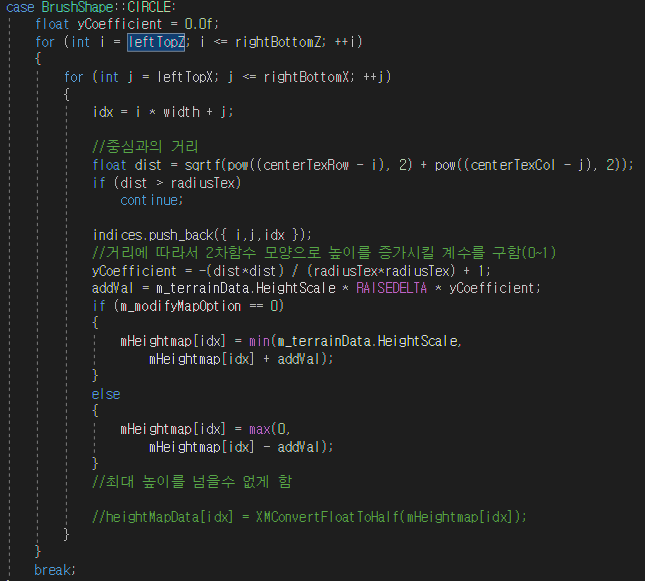 case BrushShape::CIRCLE:
    float yCoefficient = 0.0f;
    for (int i = leftTopZ; i <= rightBottomZ; ++i)
    {
        for (int j = leftTopX; j <= rightBottomX; ++j)
        {
            idx = i * width + j;

            //중심과의 거리
            float dist = sqrtf(pow((centerTexRow - i), 2) + pow((centerTexCol - j), 2));
            if (dist > radiusTex)
                continue;

            indices.push_back({ i,j,idx });
            //거리에 따라서 2차함수 모양으로 높이를 증가시킬 계수를 구함(0~1)
            yCoefficient = -(dist*dist) / (radiusTex*radiusTex) + 1;
            addVal = m_terrainData.HeightScale * RAISEDELTA * yCoefficient;
            if (m_modifyMapOption == 0)
            {
                mHeightmap[idx] = min(m_terrainData.HeightScale,
                    mHeightmap[idx] + addVal);
            }
            else
            {
                mHeightmap[idx] = max(0,
                    mHeightmap[idx] - addVal);
            }
            //최대 높이를 넘을수 없게 함

            //heightMapData[idx] = XMConvertFloatToHalf(mHeightmap[idx]);
        }
    }
    break;